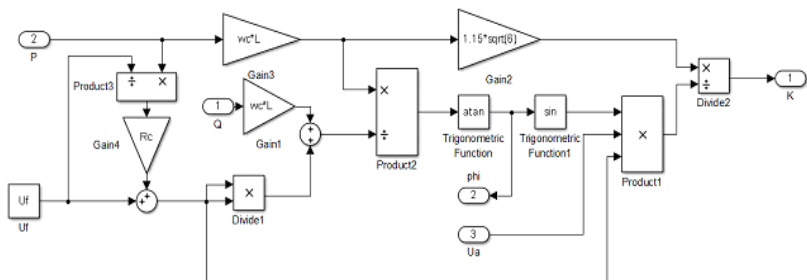 2
P
wc*L
Gain3
1.15*sqrt(6)
Gain2
×
÷
Divide2
1
K
÷ ×
Product3
Rc
Gain4
1
Q
wc*L
Gain1
+
+
×
÷
Product2
atan
Trigonometric
Function
sin
Trigonometric
Function1
×
Product1
phi
2
3
Ua
Uf
Uf
++
×
Divide1